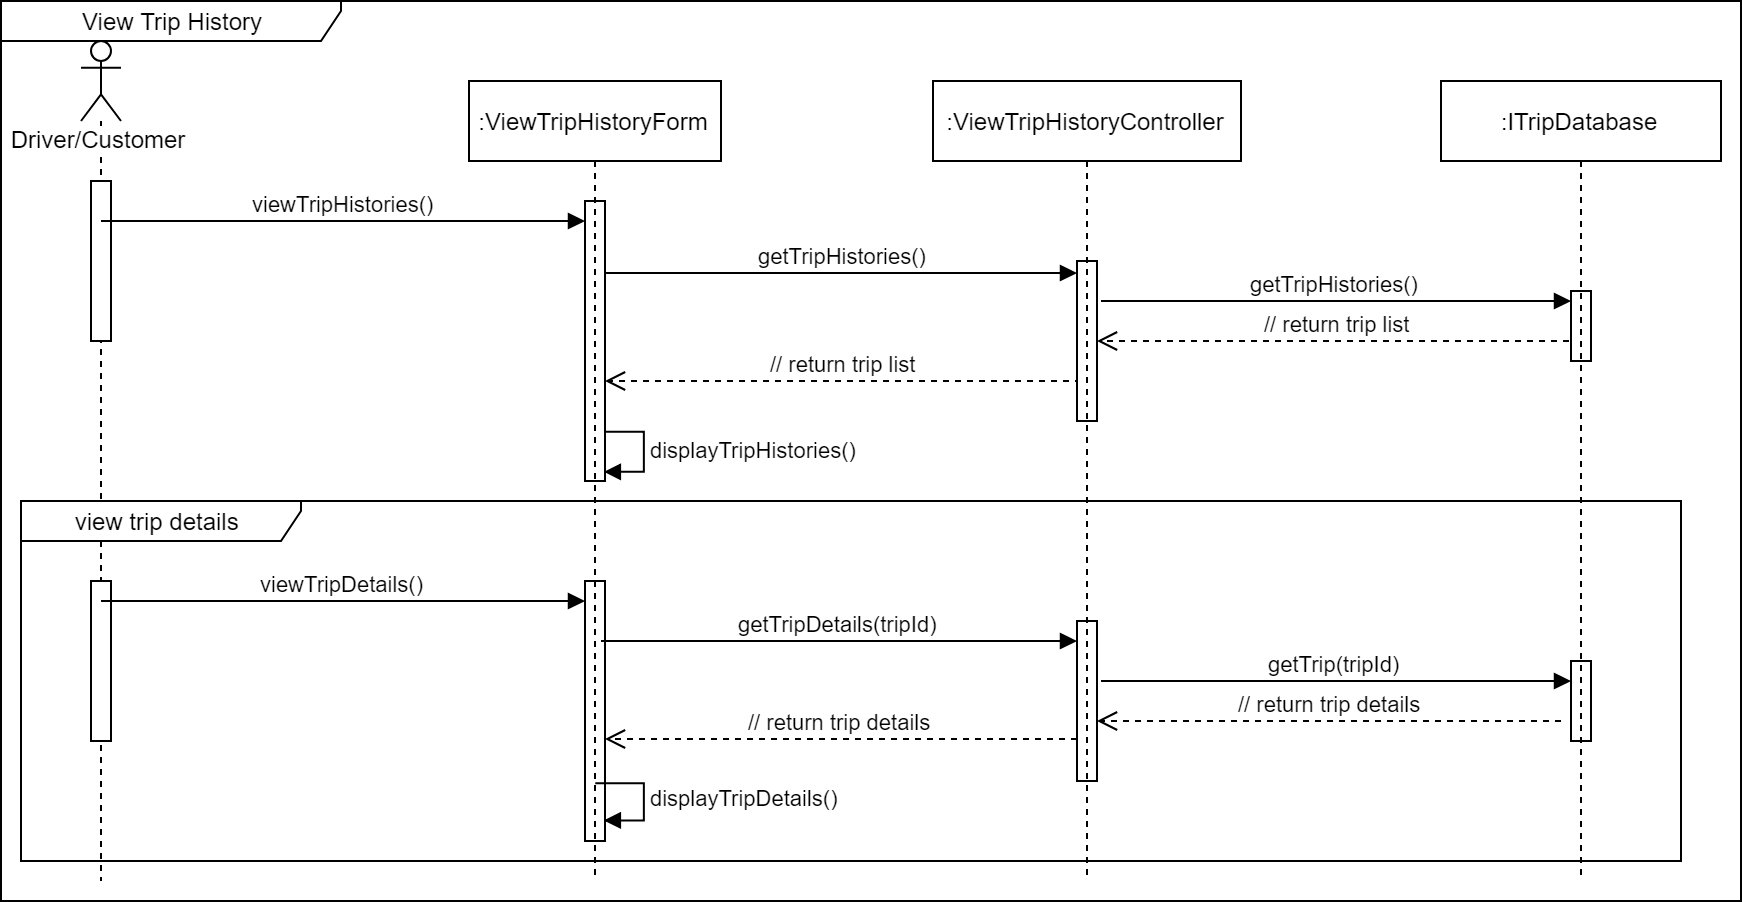 View Trip History
Driver/Customer
:ViewTripHistoryForm
:ViewTripHistoryController
:ITripDatabase
viewTripHistories()
getTripHistories()
getTripHistories()
// return trip list
// return trip list
displayTripHistories()
view trip details
viewTripDetails()
getTripDetails(tripId)
getTrip(tripId)
// return trip details
// return trip details
displayTripDetails()